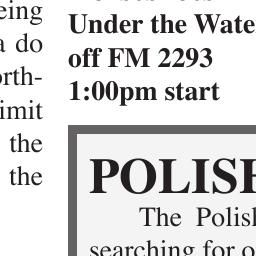 eing
a do
orth-
imit
the
the
Under the Wate
off FM 2293
1:00pm start
POLISH
The Polish
searching for o